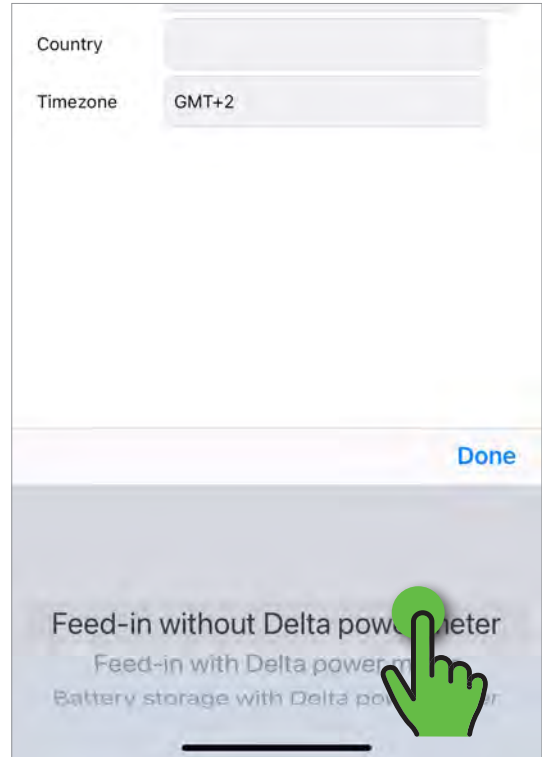 Country
Timezone GMT+2
Done
Feed-in without Delta power meter
Feed-in with Delta power
Battery storage with Delta